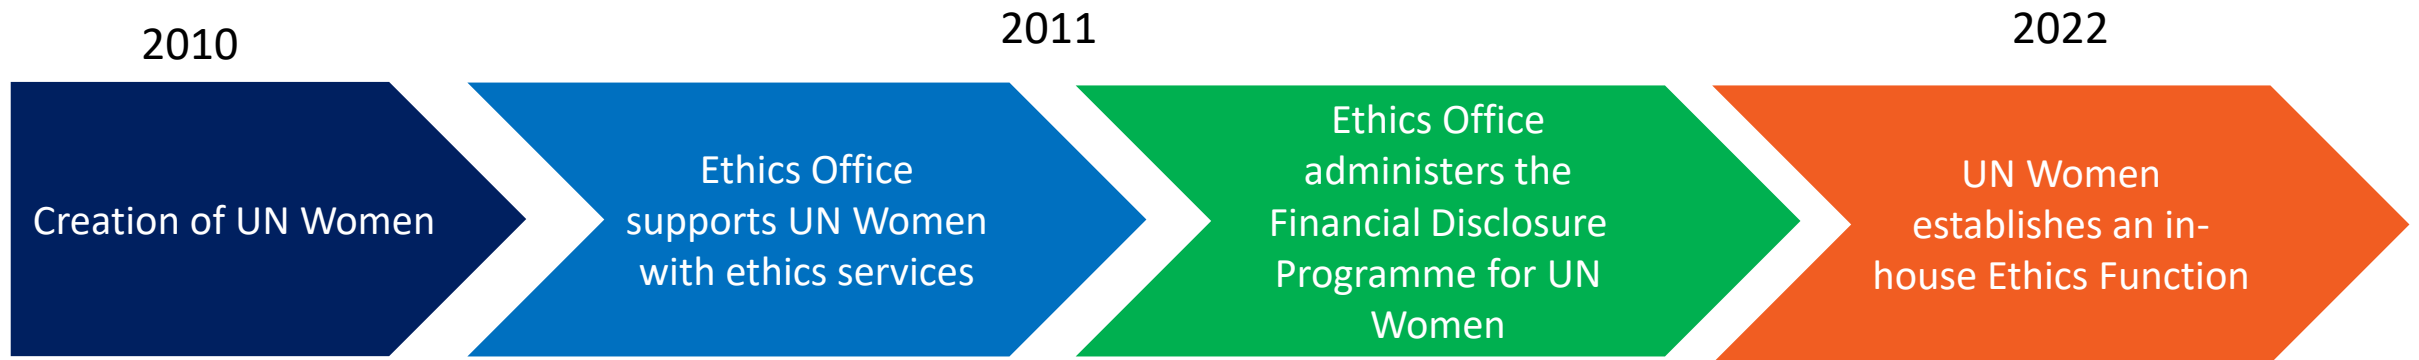 2010
2011
2022
Creation of UN Women
Ethics Office
supports UN Women
with ethics services
Ethics Office
administers the
Financial Disclosure
Programme for UN
Women
UN Women
establishes an in-
house Ethics Function